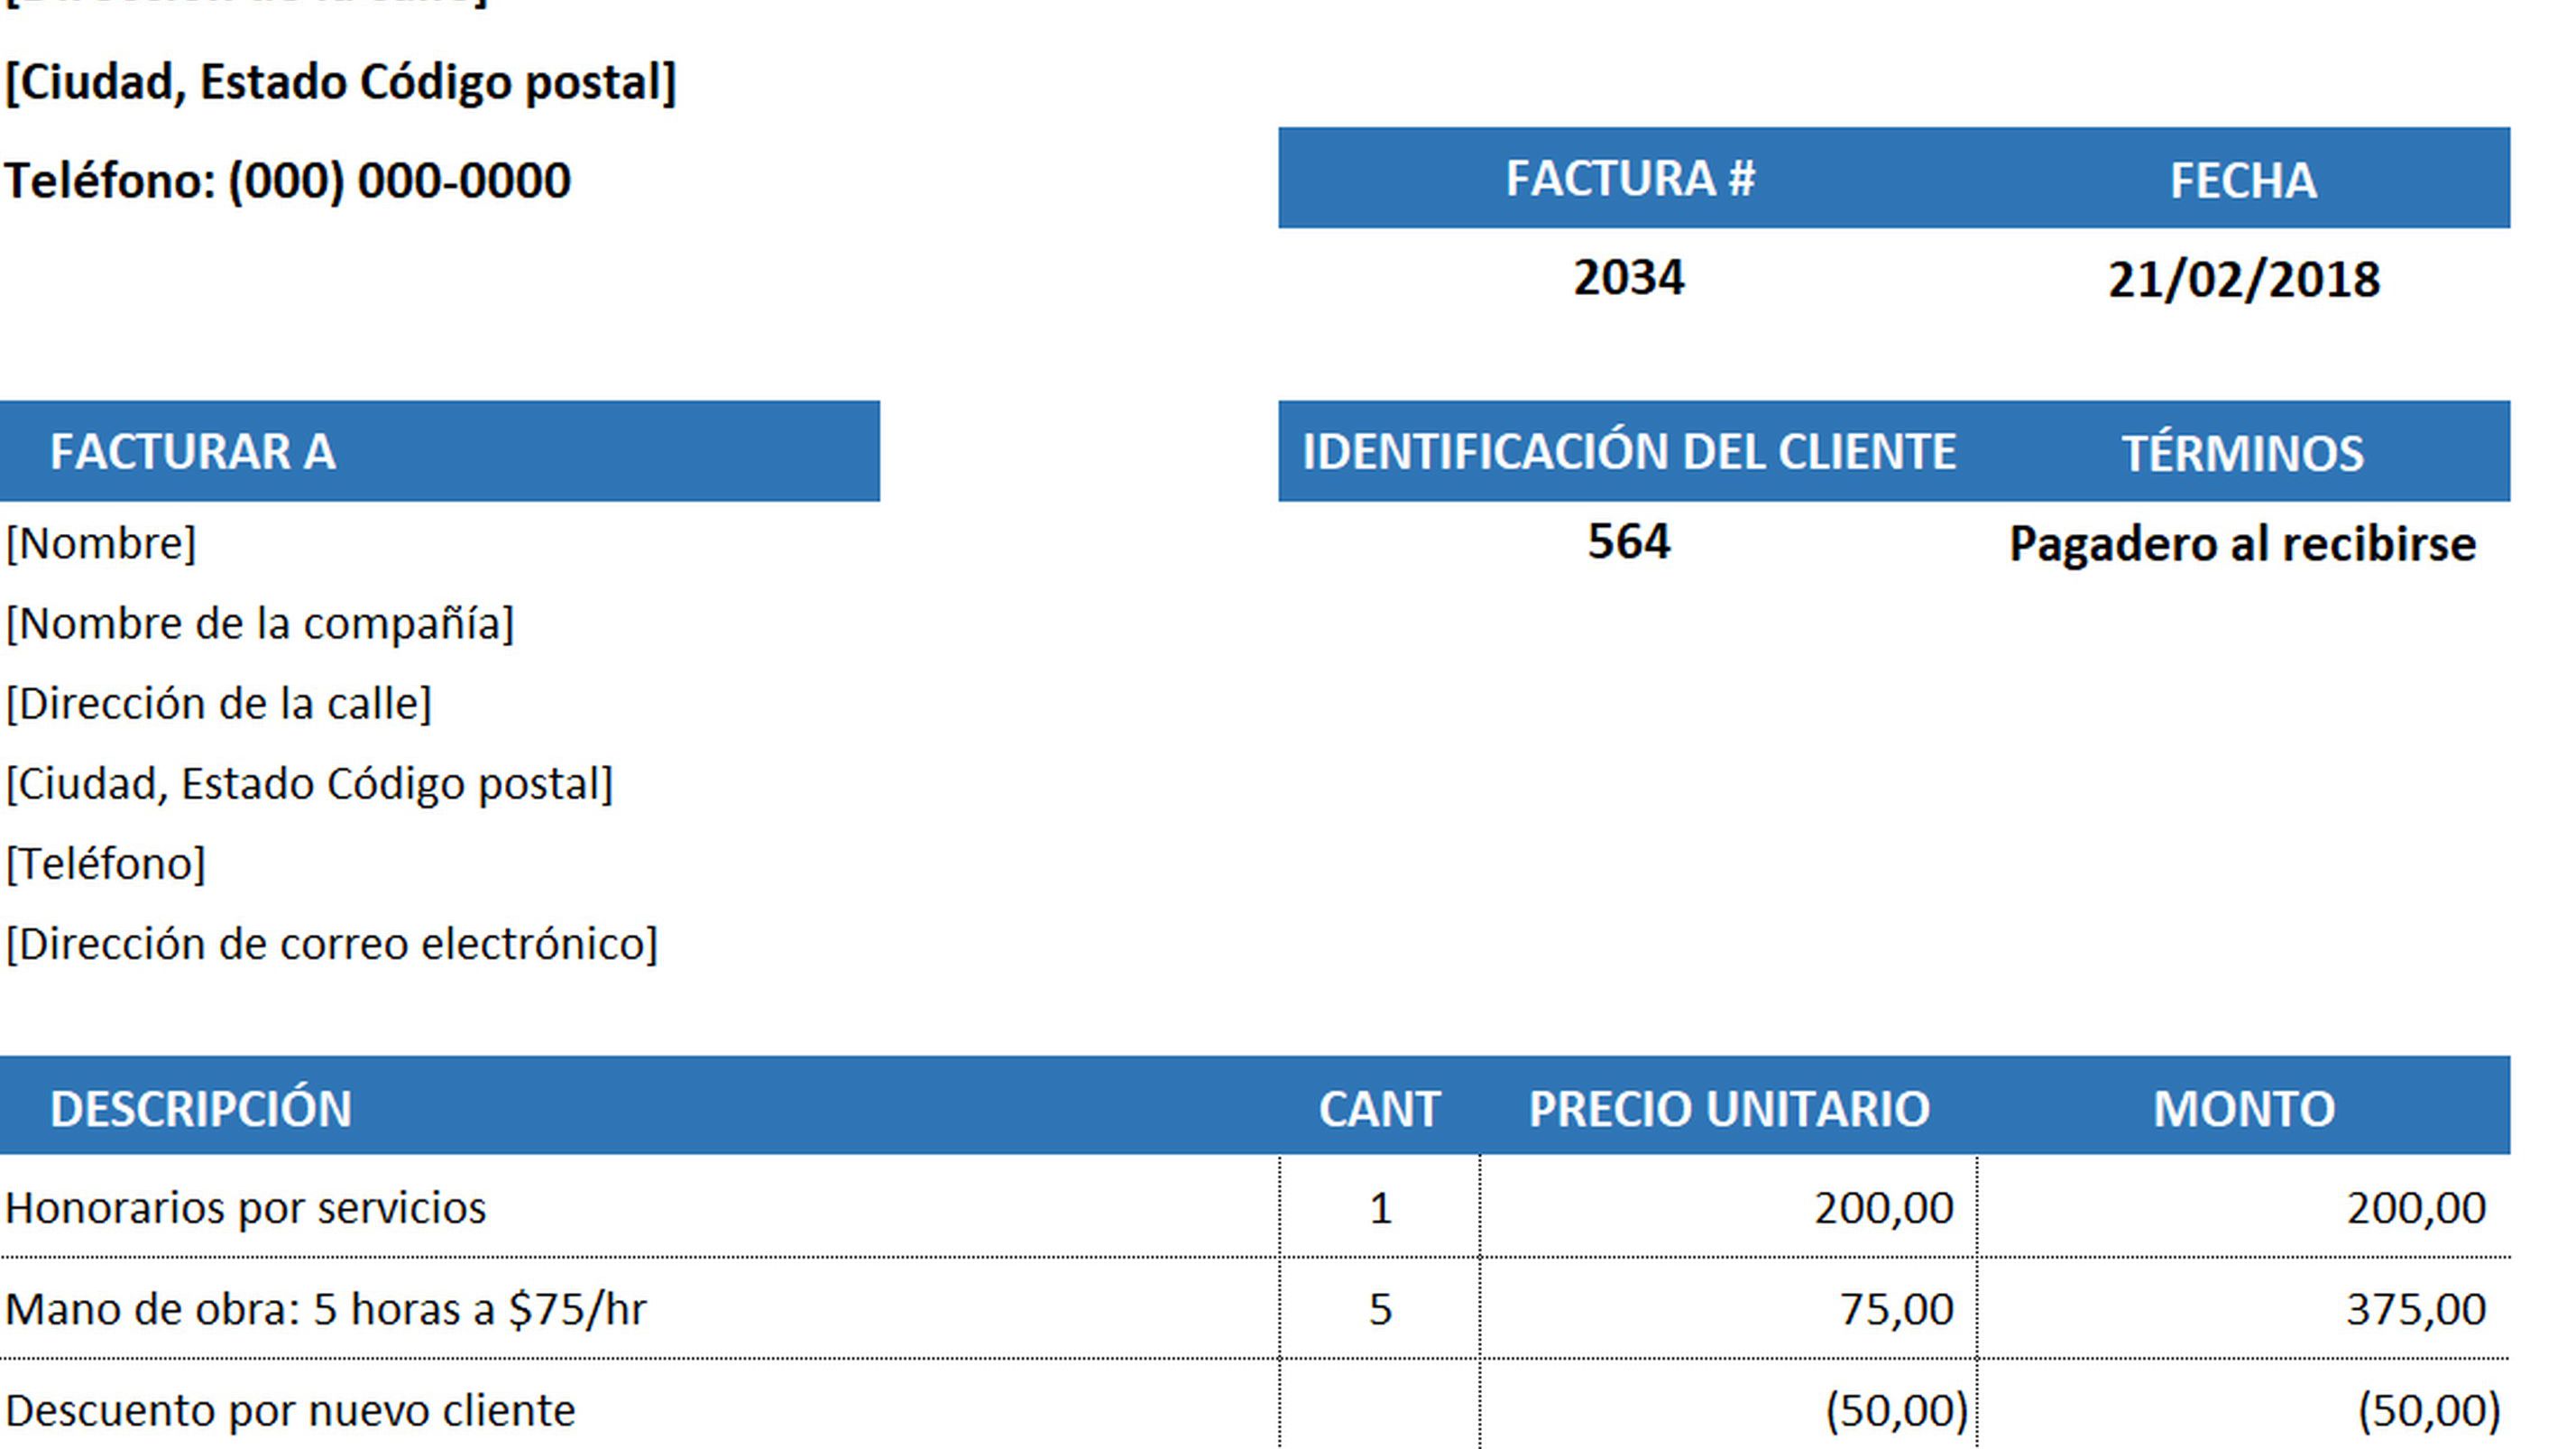 [Ciudad, Estado Código postal]
Teléfono: (000) 000-0000
FACTURA # FECHA
2034 21/02/2018
FACTURAR A IDENTIFICACIÓN DEL CLIENTE TÉRMINOS
[Nombre] 564 Pagadero al recibirse
[Nombre de la compañía]
[Dirección de la calle]
[Ciudad, Estado Código postal]
[Teléfono]
[Dirección de correo electrónico]
DESCRIPCIÓN CANT PRECIO UNITARIO MONTO
Honorarios por servicios 1 200,00 200,00
Mano de obra: 5 horas a $75/hr 5 75,00 375,00
Descuento por nuevo cliente (50,00) (50,00)